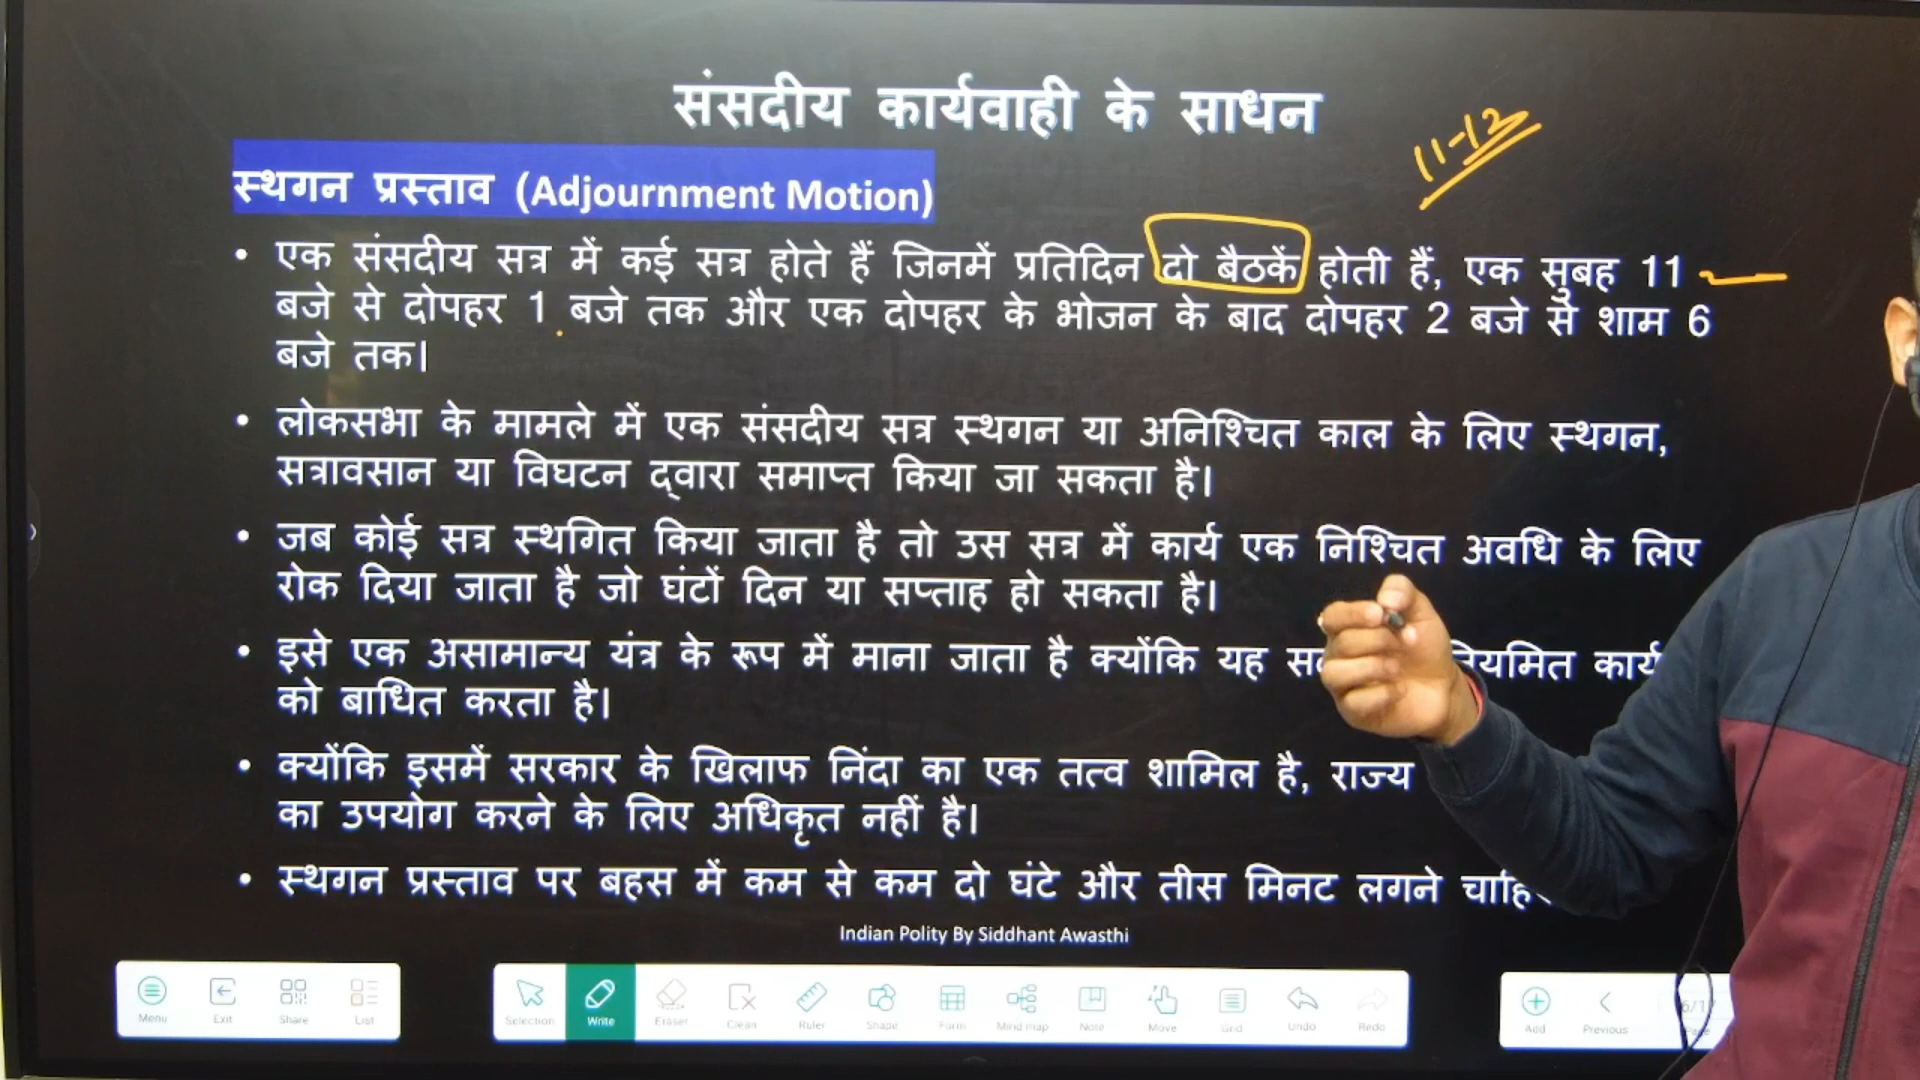 संसदीय कार्यवाही के साधन
11-12
स्थगन प्रस्ताव (Adjournment Motion)
• एक संसदीय सत्र में कई सत्र होते हैं जिनमें प्रतिदिन दो बैठकें होती हैं, एक सुबह 11
बजे से दोपहर 1 बजे तक और एक दोपहर के भोजन के बाद दोपहर 2 बजे से शाम 6
बजे तक।
• लोकसभा के मामले में एक संसदीय सत्र स्थगन या अनिश्चित काल के लिए स्थगन,
सत्रावसान या विघटन द्वारा समाप्त किया जा सकता है।
• जब कोई सत्र स्थगित किया जाता है तो उस सत्र में कार्य एक निश्चित अवधि के लिए
रोक दिया जाता है जो घंटों दिन या सप्ताह हो सकता है।
• इसे एक असामान्य यंत्र के रूप में माना जाता है क्योंकि यह कार्य
को बाधित करता है।
• क्योंकि इसमें सरकार के खिलाफ निंदा का एक तत्व शामिल है, राज्य
का उपयोग करने के लिए अधिकृत नहीं है।
• स्थगन प्रस्ताव पर बहस में कम से कम दो घंटे और तीस मिनट लगने
Indian Polity By Siddhant Awasthi
Menu Exit Share List Selection Write Eraser Clean Ruler Shape Form Mind map Note Move Grid Undo Redo Add Previous